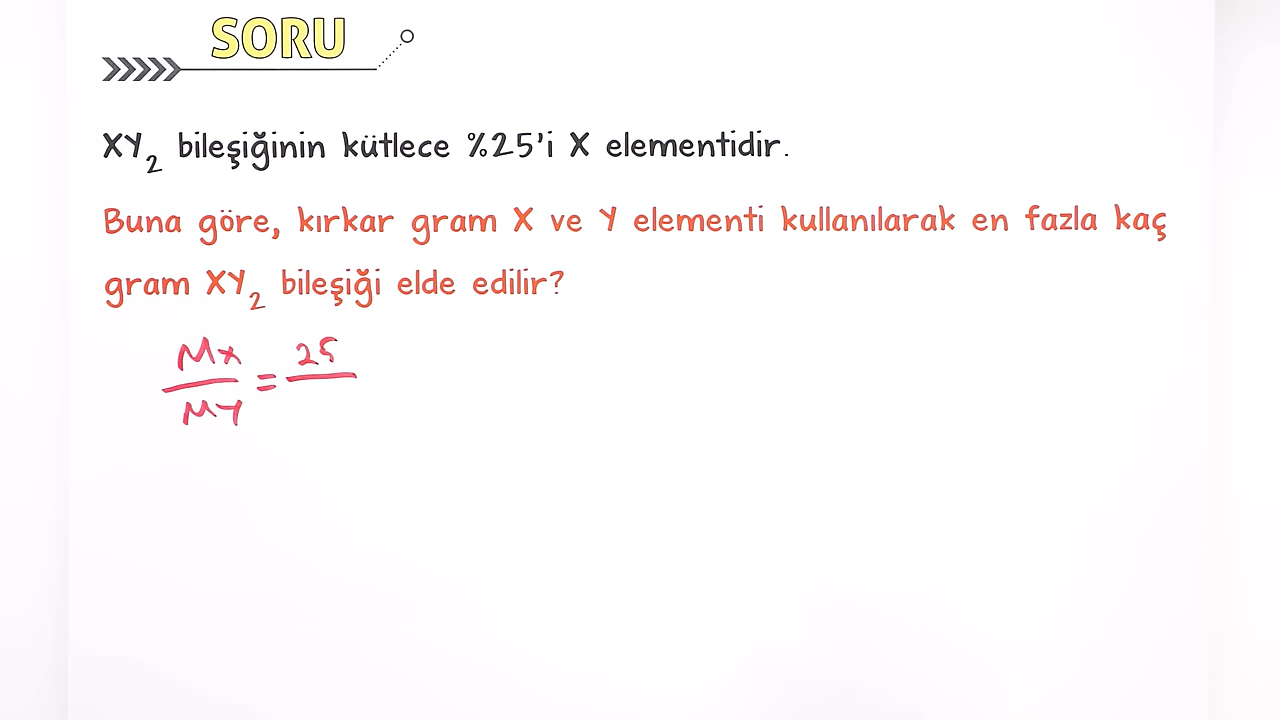 SORU
XY₂ bileşiğinin kütlece %25'i X elementidir.
Buna göre, kırkar gram X ve Y elementi kullanılarak en fazla kaç
gram XY₂ bileşiği elde edilir?
Mx = 25
MY